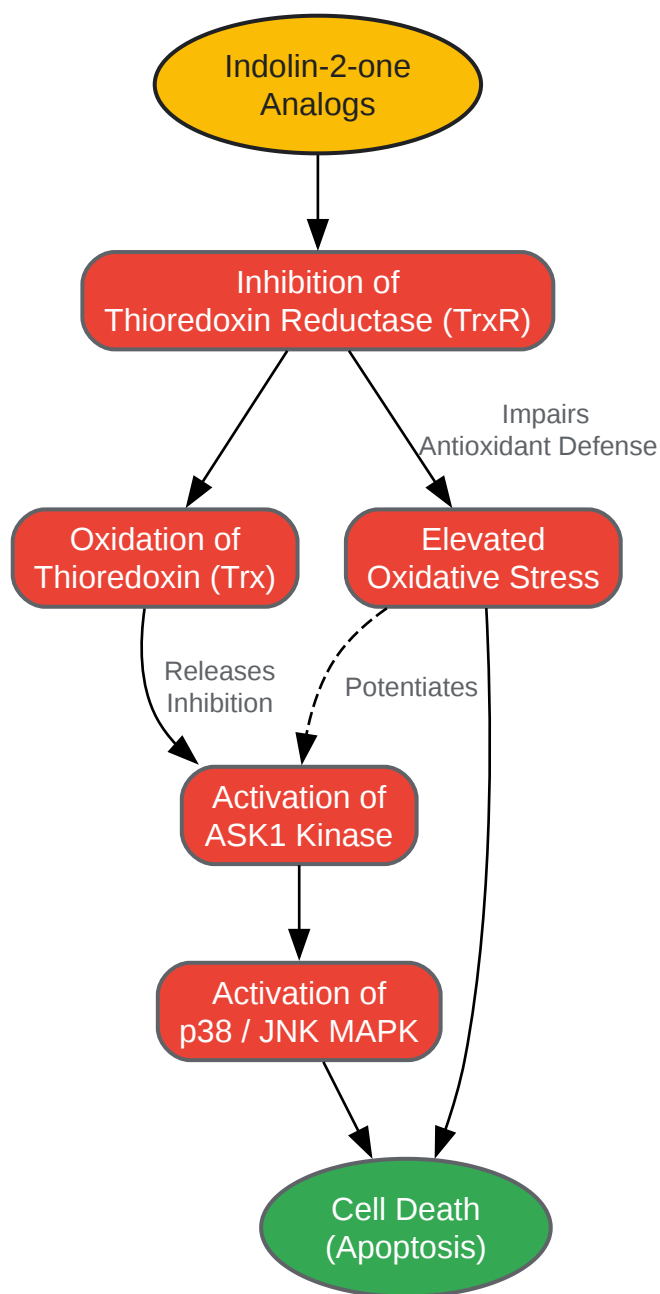 Indolin-2-one
Analogs
Inhibition of
Thioredoxin Reductase (TrxR)
Impairs
Antioxidant Defense
Oxidation of
Thioredoxin (Trx)
Elevated
Oxidative Stress
Releases
Inhibition
Potentiates
Activation of
ASK1 Kinase
Activation of
p38 / JNK MAPK
Cell Death
(Apoptosis)